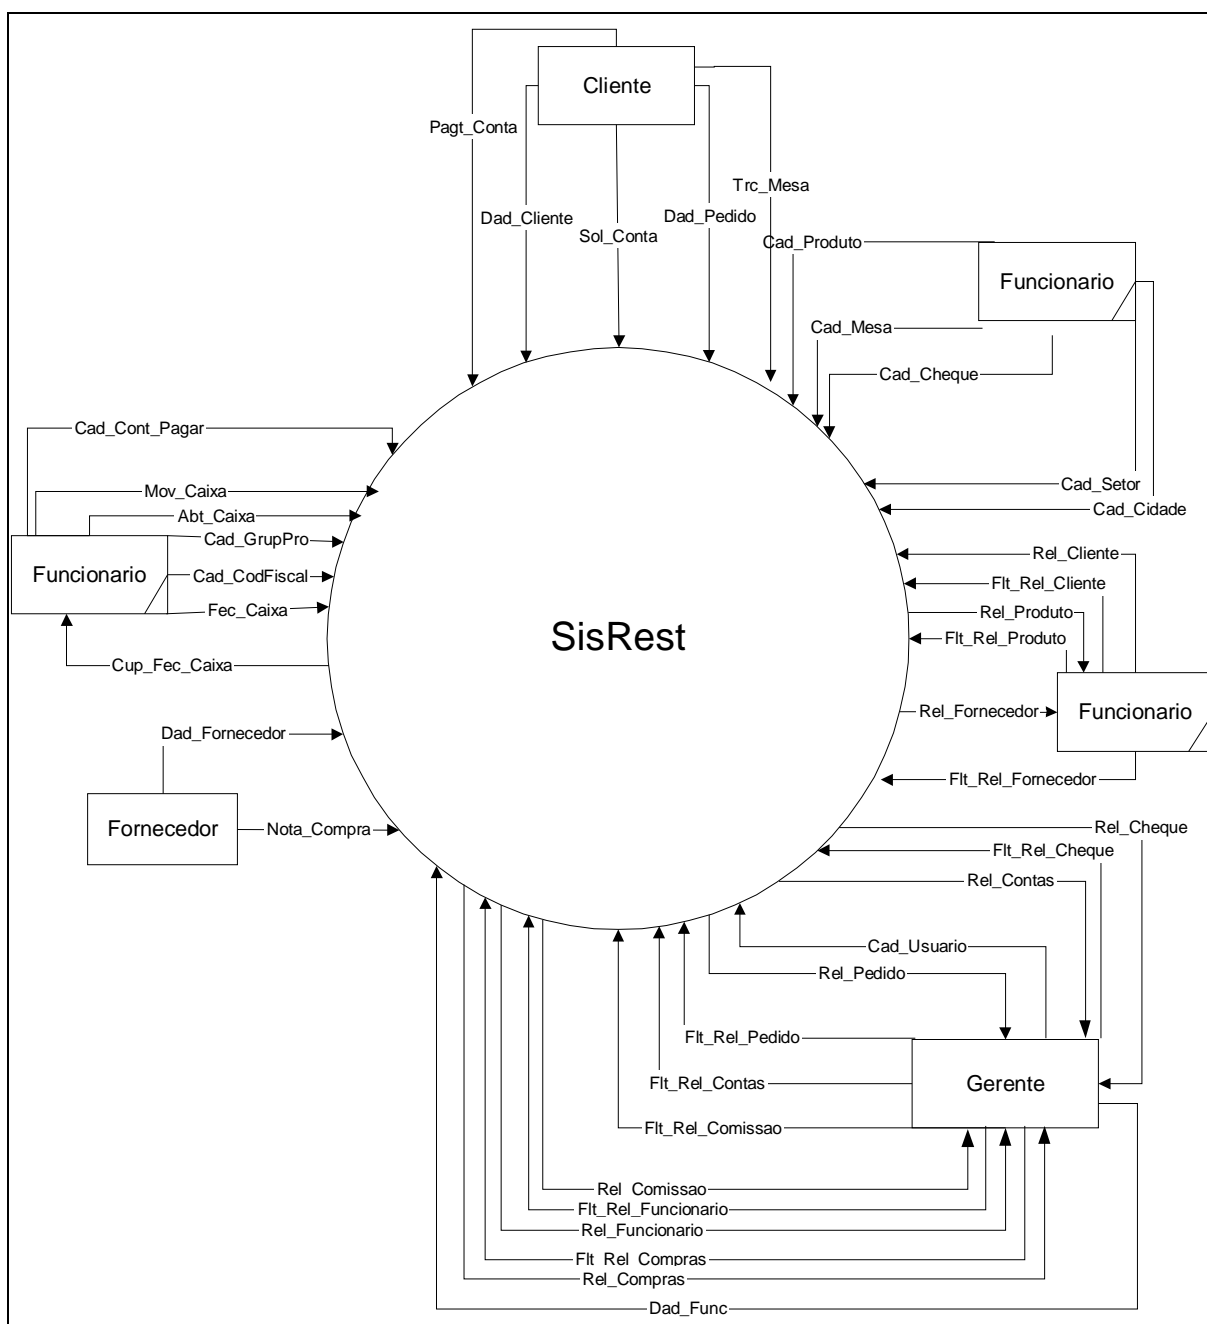 Cliente
Pagt_Conta
Trc_Mesa
Dad_Cliente
Dad_Pedido
Sol_Conta
Cad_Produto
Funcionario
Cad_Mesa
Cad_Cheque
Cad_Cont_Pagar
Cad_Setor
Mov_Caixa
Cad_Cidade
Abt_Caixa
Cad_GrupPro
Rel_Cliente
Funcionario
Cad_CodFiscal
Flt_Rel_Cliente
Fec_Caixa
Rel_Produto
SisRest
Flt_Rel_Produto
Cup_Fec_Caixa
Rel_Fornecedor
Funcionario
Dad_Fornecedor
Flt_Rel_Fornecedor
Fornecedor
Nota_Compra
Rel_Cheque
Flt_Rel_Cheque
Rel_Contas
Cad_Usuario
Rel_Pedido
Flt_Rel_Pedido
Flt_Rel_Contas
Gerente
Flt_Rel_Comissao
Rel_Comissao
Flt_Rel_Funcionario
Rel_Funcionario
Flt_Rel_Compras
Rel_Compras
Dad_Func